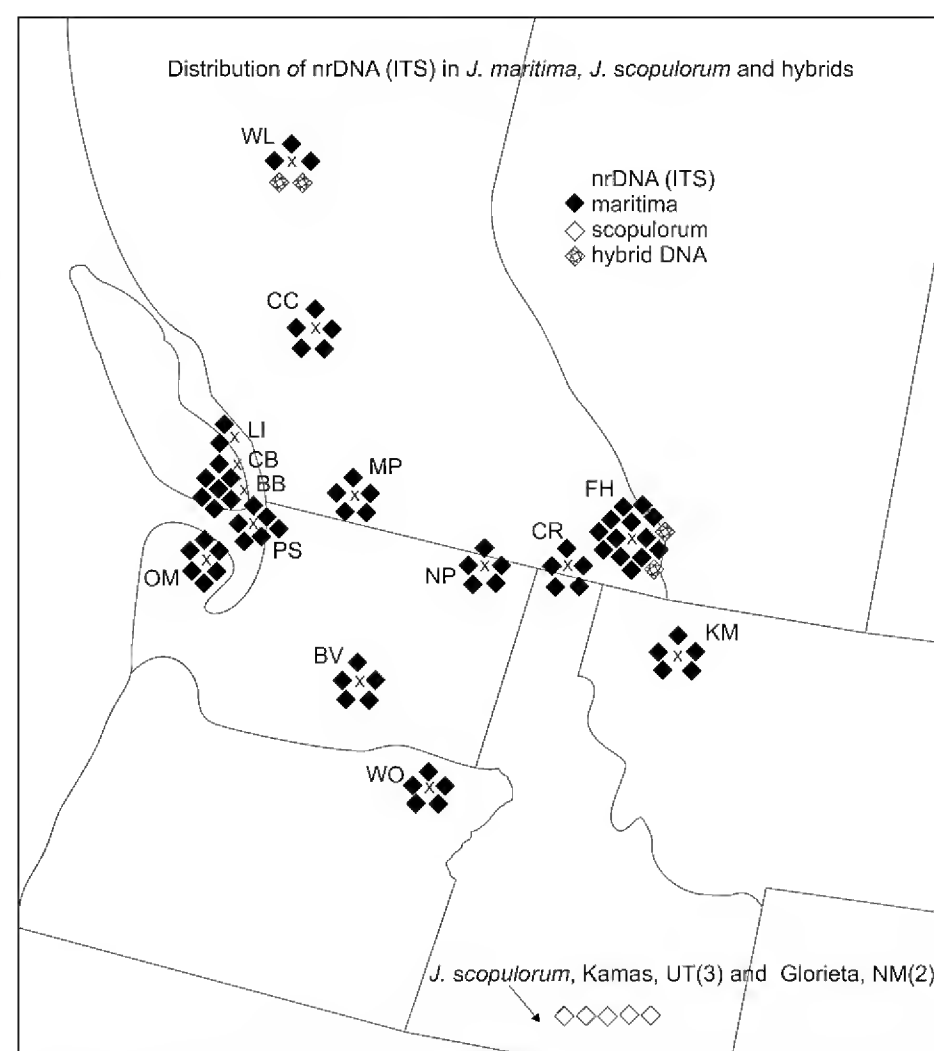 Distribution of nrDNA (ITS) in J. maritima, J. scopulorum and hybrids
WL
nrDNA (ITS)
maritima
scopulorum
hybrid DNA
CC
LI
CB
BB
MP
FH
PS
CR
OM
NP
KM
BV
WO
J. scopulorum, Kamas, UT(3) and Glorieta, NM(2)